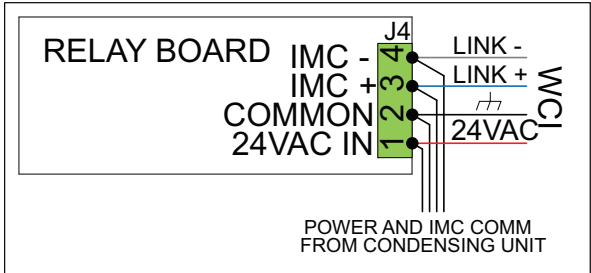 J4
RELAY BOARD
IMC - 4 LINK -
IMC + 3 LINK +
COMMON 2
24VAC IN 1 24VAC
WCI
POWER AND IMC COMM
FROM CONDENSING UNIT